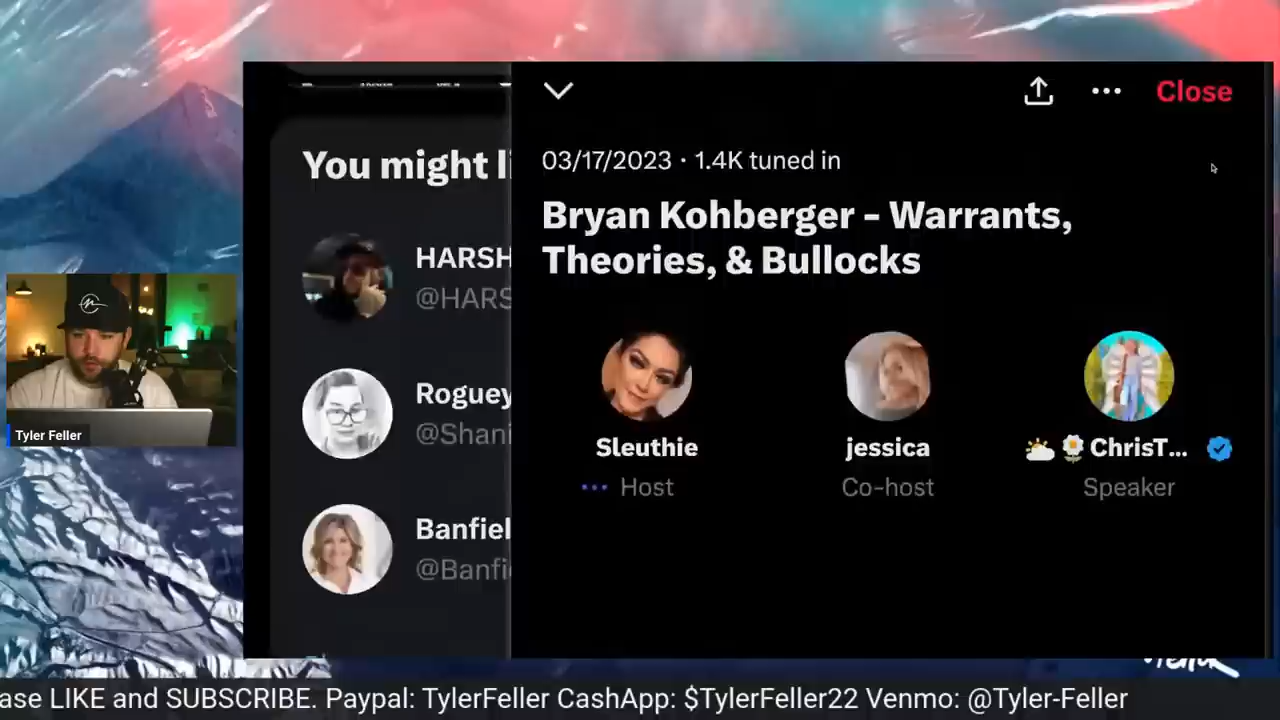 Close
03/17/2023 · 1.4K tuned in
You might li
Bryan Kohberger - Warrants,
Theories, & Bullocks
HARSH
@HARS
Roguey
@Shani
Banfiel
@Banfi
Sleuthie
Host
jessica
Co-host
ChrisT...
Speaker
Tyler Feller
ase LIKE and SUBSCRIBE. Paypal: TylerFeller CashApp: $TylerFeller22 Venmo: @Tyler-Feller